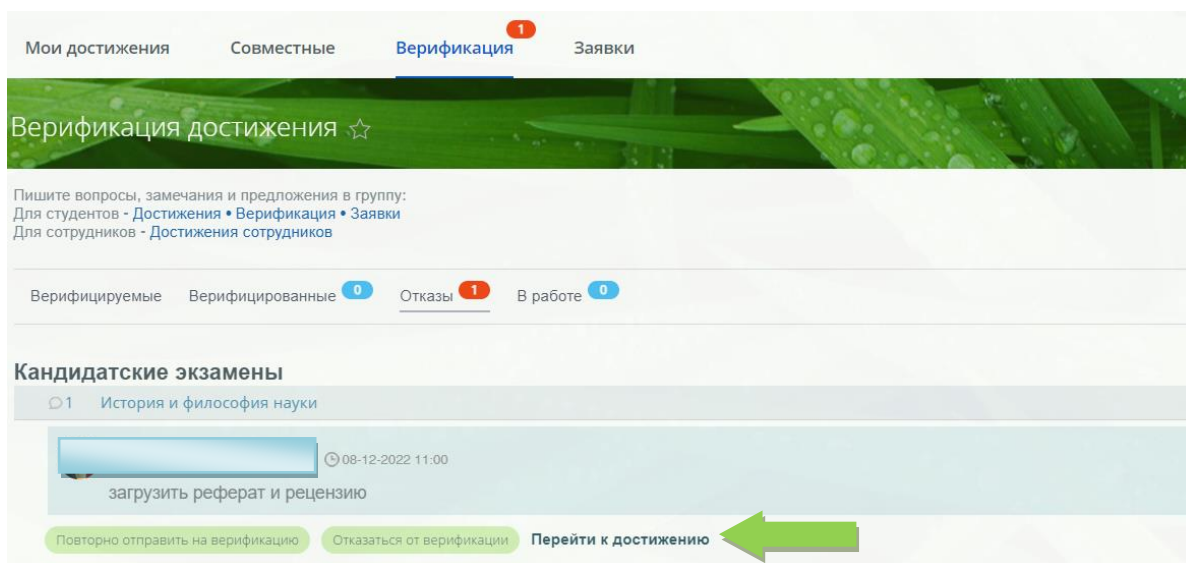 1
Мои достижения Совместные Верификация Заявки
Верификация достижения
Пишите вопросы, замечания и предложения в группу:
Для студентов - Достижения • Верификация • Заявки
Для сотрудников - Достижения сотрудников
Верифицируемые Верифицированные 0 Отказы 1 В работе 0
Кандидатские экзамены
1 История и философия науки
08-12-2022 11:00
загрузить реферат и рецензию
Повторно отправить на верификацию Отказаться от верификации Перейти к достижению